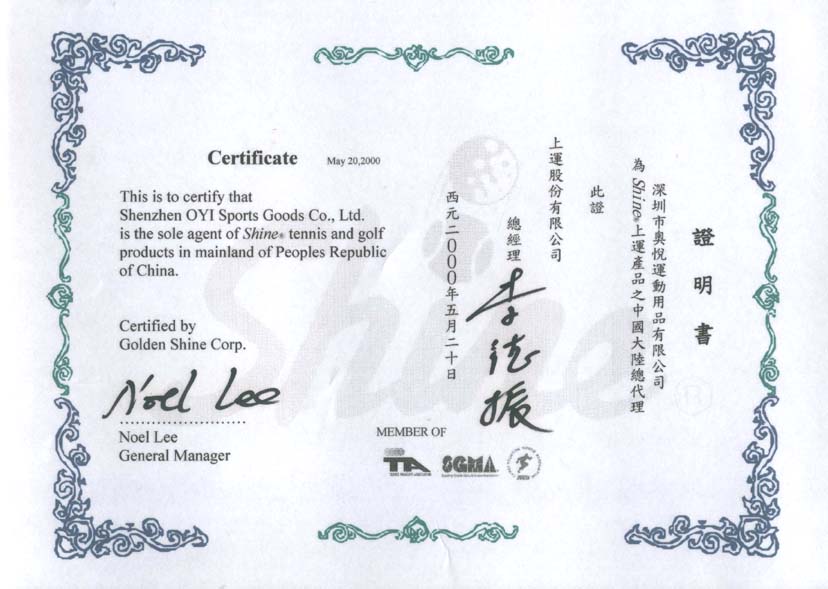 Certificate May 20,2000
This is to certify that
Shenzhen OYI Sports Goods Co., Ltd.
is the sole agent of Shine® tennis and golf
products in mainland of Peoples Republic
of China.
Certified by
Golden Shine Corp.
Noel Lee
Noel Lee
General Manager
MEMBER OF
TA
SGMA
證明書
深圳市奧悅運動用品有限公司
為Shine®上運產品之中國大陸總代理
此證
上運股份有限公司
總經理
李
振
西元二000年五月二十日
Shine